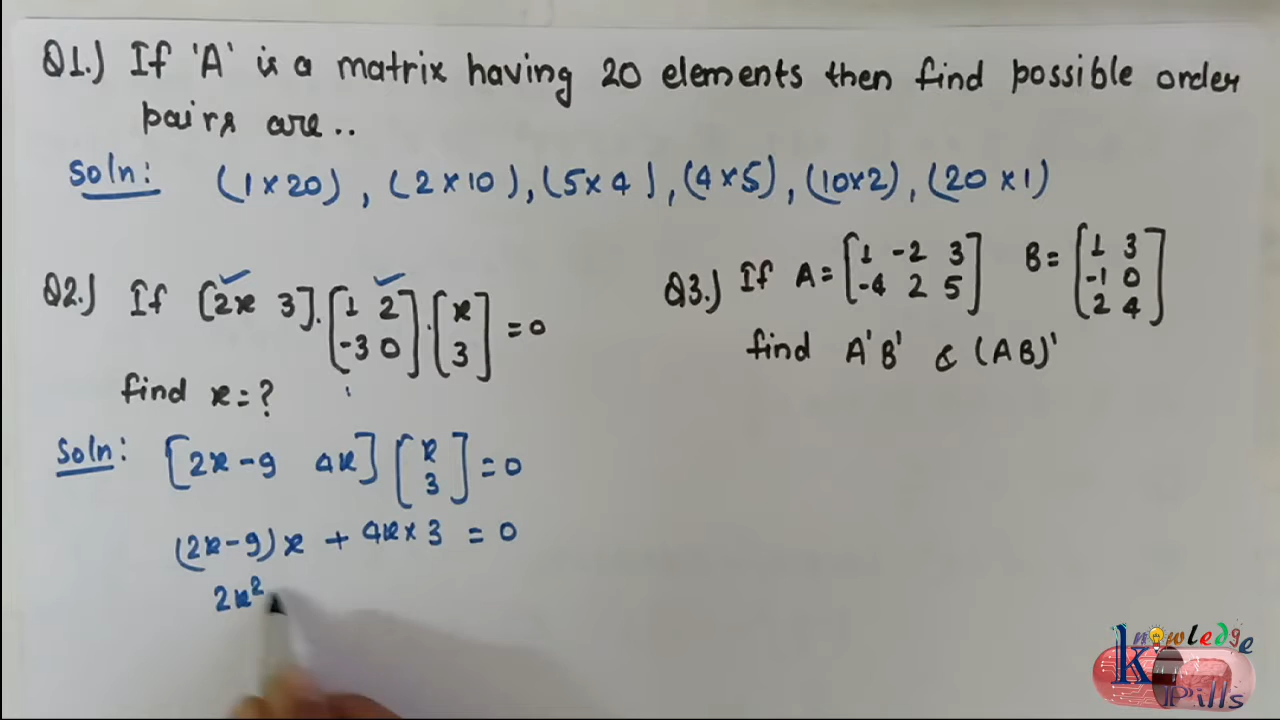 Q1.) If 'A' is a matrix having 20 elements then find possible order
pairs are..
Soln: (1×20), (2×10), (5×4), (4×5), (10×2), (20×1)
Q2.) If [2x 3].[1 2
-3 0].[x
3] = 0
find x=?
Soln: [2x-9 4x] [x
3] = 0
(2x-9)x + 4x×3 = 0
2x²
Q3.) If A = [1 -2 3
-4 2 5] B = [1 3
-1 0
2 4]
find A'B' & (AB)'
Knowledge
Pills